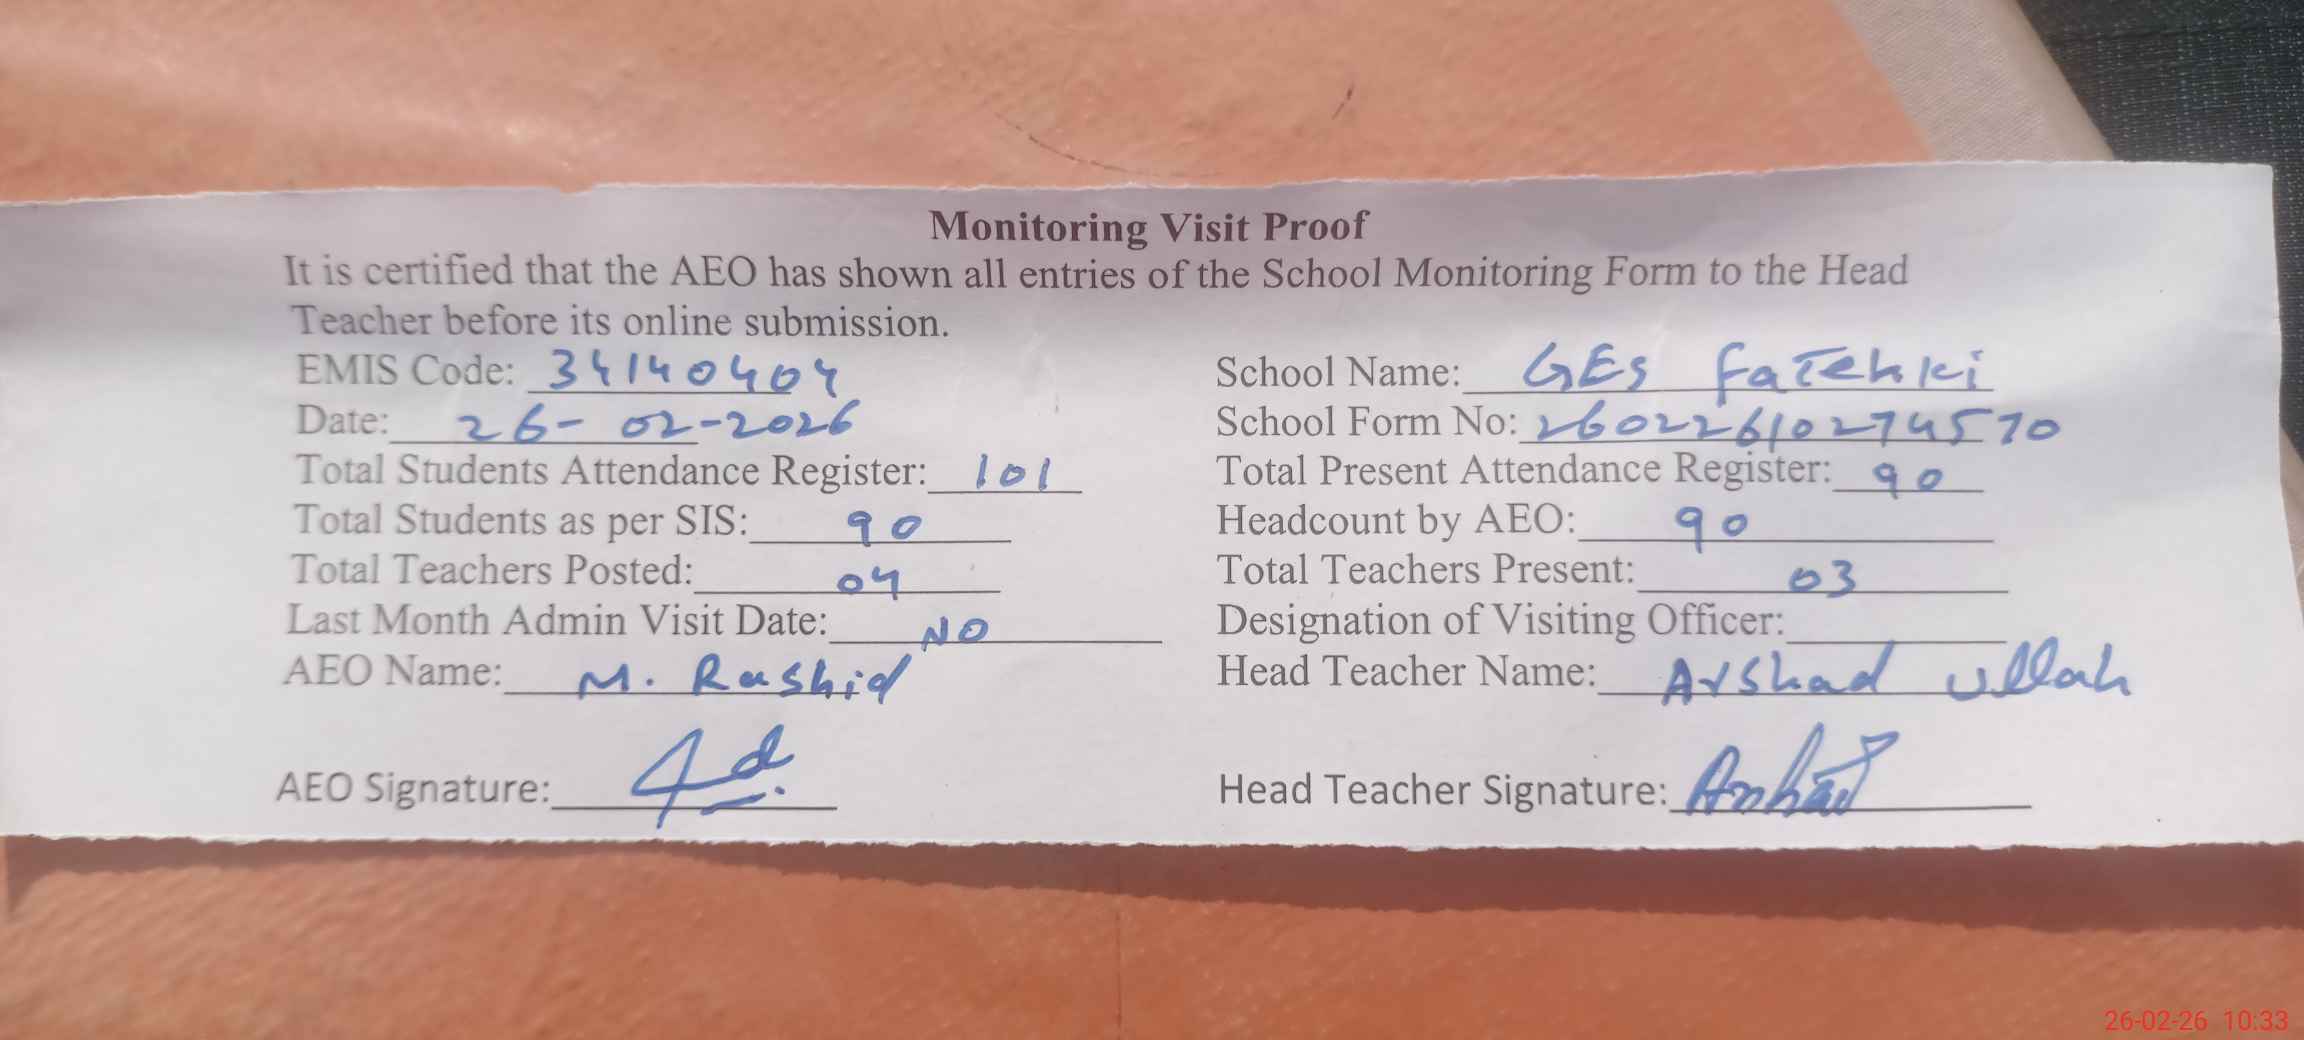 Monitoring Visit Proof
It is certified that the AEO has shown all entries of the School Monitoring Form to the Head
Teacher before its online submission.
EMIS Code: 34140404 School Name: GES Fatehki
Date: 26-02-2026 School Form No: 26022610274570
Total Students Attendance Register: 101 Total Present Attendance Register: 90
Total Students as per SIS: 90 Headcount by AEO: 90
Total Teachers Posted: 04 Total Teachers Present: 03
Last Month Admin Visit Date: NO Designation of Visiting Officer:
AEO Name: M. Rashid Head Teacher Name: Arshad Ullah
AEO Signature: Head Teacher Signature: Arshad
26-02-26 10:33